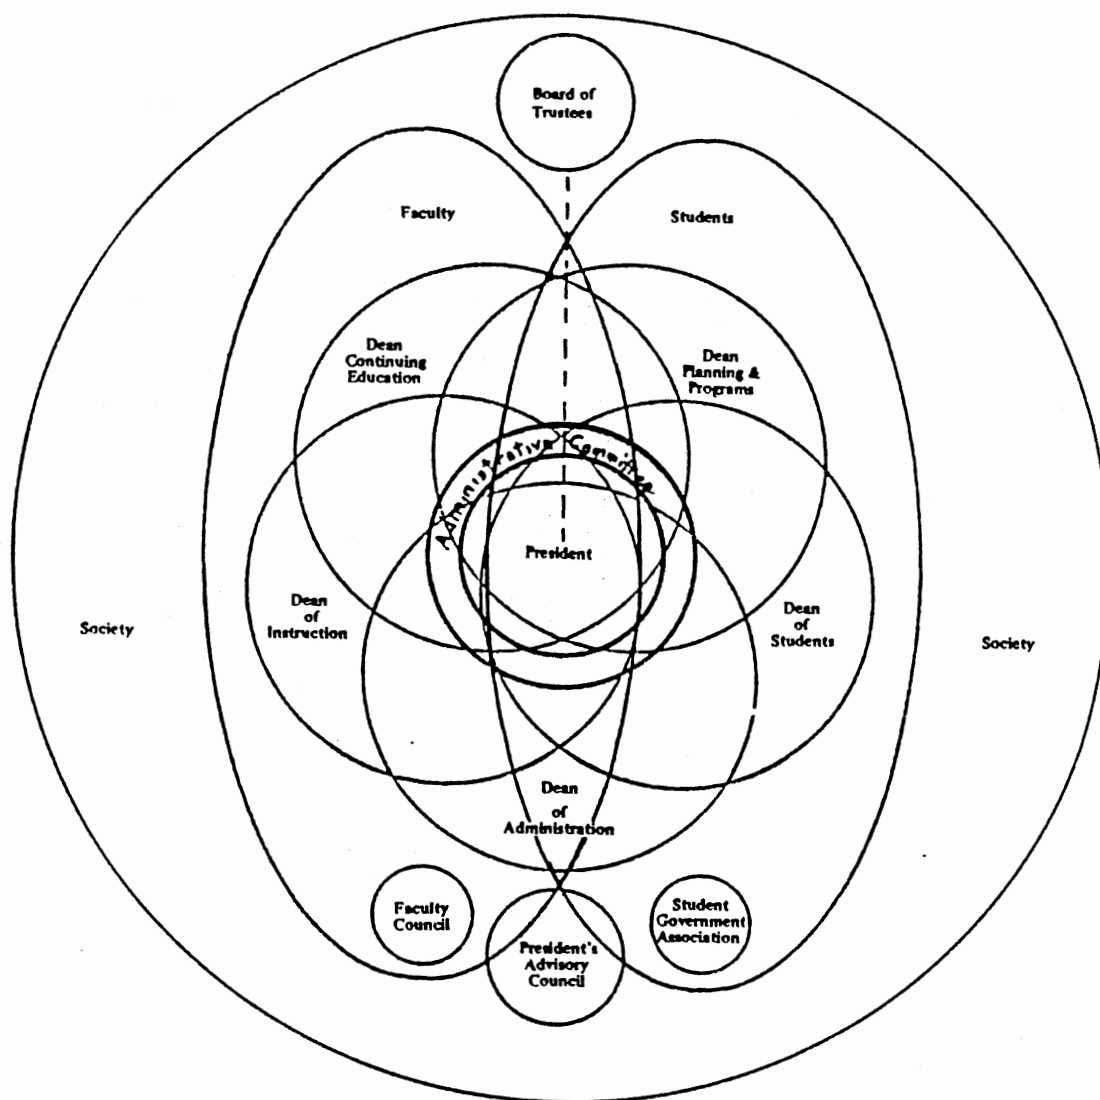 Board of
Trustees
Faculty
Students
Dean
Continuing
Education
Dean
Planning &
Programs
Administrative Committee
President
Dean
of
Instruction
Dean
of
Students
Society
Society
Dean
of
Administration
Faculty
Council
President's
Advisory
Council
Student
Government
Association